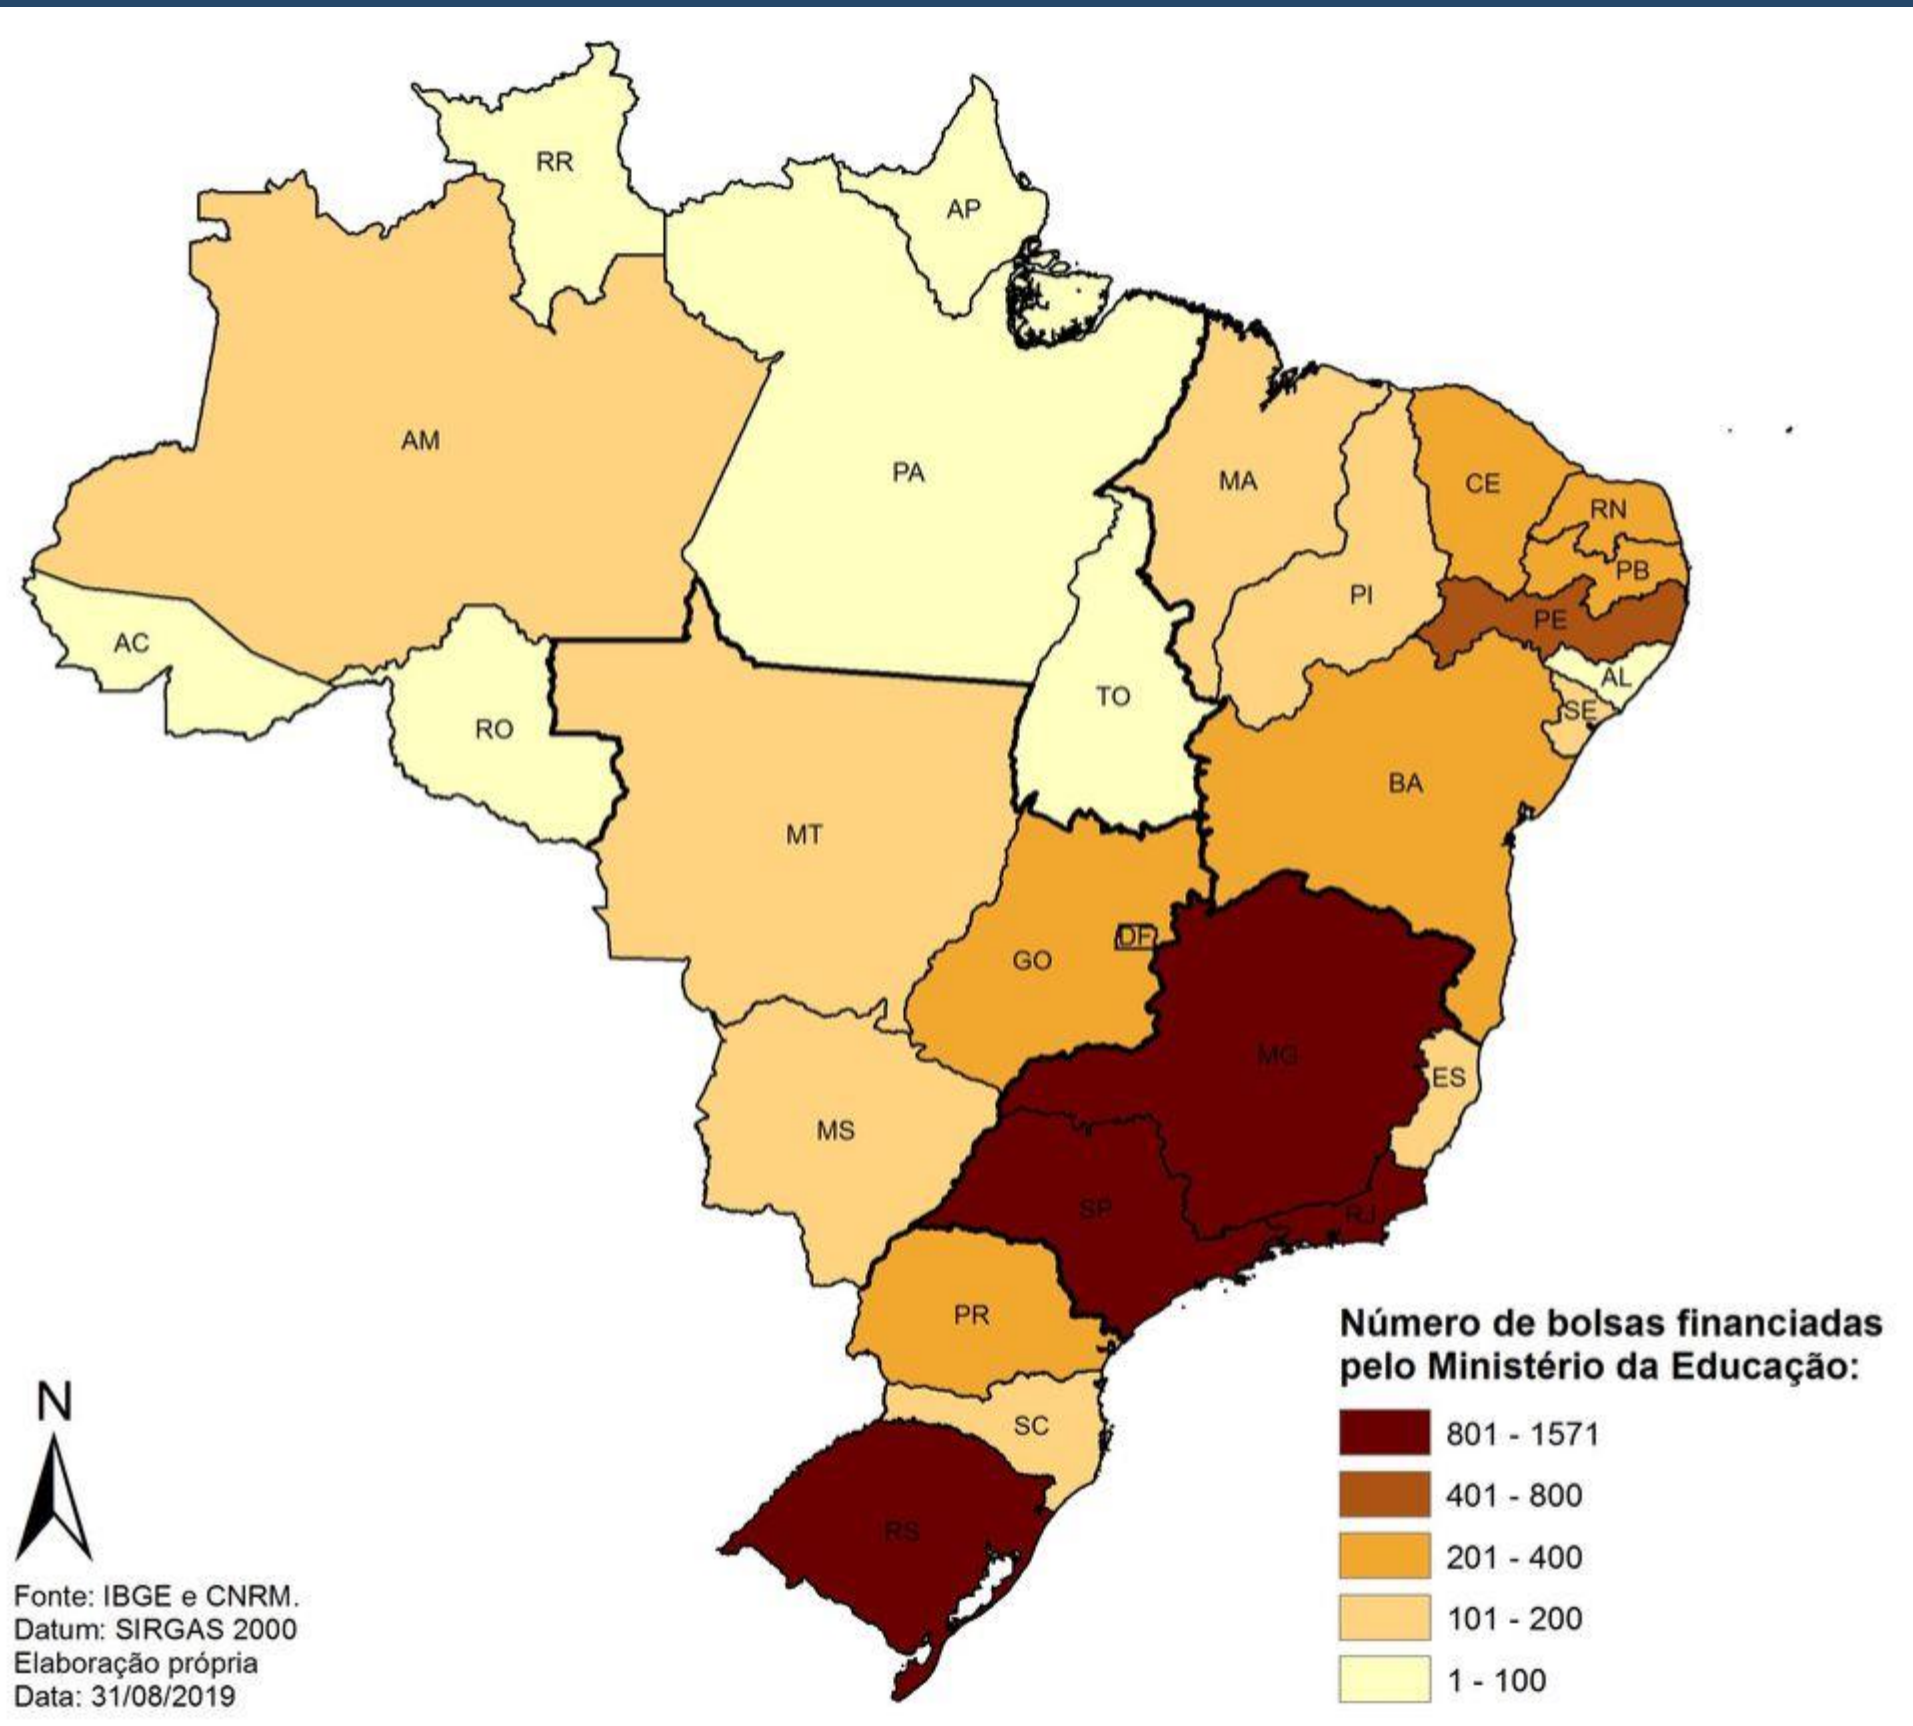 RR
AP
AM
PA
MA
CE
RN
PB
PI
PE
AC
AL
TO
SE
RO
BA
MT
DF
GO
MG
ES
MS
SP
RJ
PR
SC
RS
Número de bolsas financiadas
pelo Ministério da Educação:
801 - 1571
401 - 800
201 - 400
101 - 200
1 - 100
N
Fonte: IBGE e CNRM.
Datum: SIRGAS 2000
Elaboração própria
Data: 31/08/2019